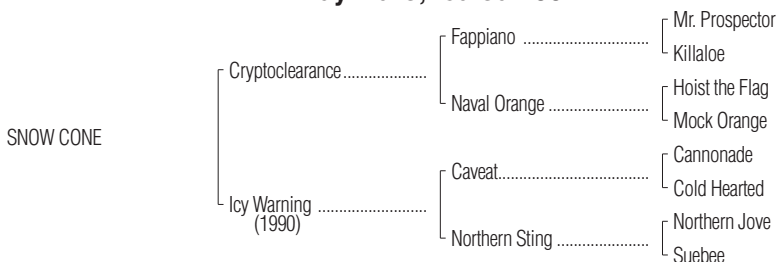 Mr. Prospector
Fappiano ................................
Killaloe
Cryptoclearance.....................
Hoist the Flag
Naval Orange .........................
Mock Orange
SNOW CONE
Cannonade
Caveat......................................
Cold Hearted
Icy Warning ...........................
(1990)
Northern Jove
Northern Sting .......................
Suebee